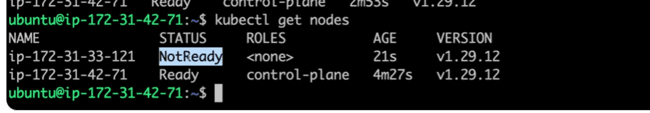 ip-172-31-42-71   Ready   control-plane   2m53s   v1.29.12
ubuntu@ip-172-31-42-71:~$ kubectl get nodes
NAME   STATUS   ROLES   AGE   VERSION
ip-172-31-33-121   NotReady   <none>   21s   v1.29.12
ip-172-31-42-71   Ready   control-plane   4m27s   v1.29.12
ubuntu@ip-172-31-42-71:~$